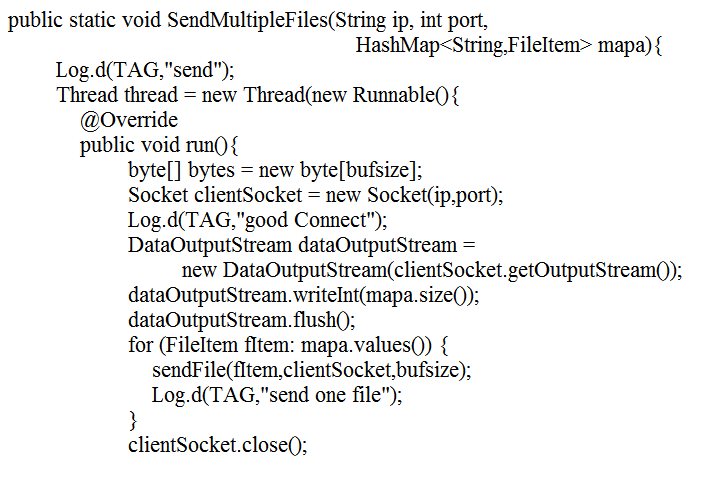 public static void SendMultipleFiles(String ip, int port,
HashMap<String,FileItem> mapa){
Log.d(TAG,"send");
Thread thread = new Thread(new Runnable(){
@Override
public void run(){
byte[] bytes = new byte[bufsize];
Socket clientSocket = new Socket(ip,port);
Log.d(TAG,"good Connect");
DataOutputStream dataOutputStream =
new DataOutputStream(clientSocket.getOutputStream());
dataOutputStream.writeInt(mapa.size());
dataOutputStream.flush();
for (FileItem fItem: mapa.values()) {
sendFile(fItem,clientSocket,bufsize);
Log.d(TAG,"send one file");
}
clientSocket.close();